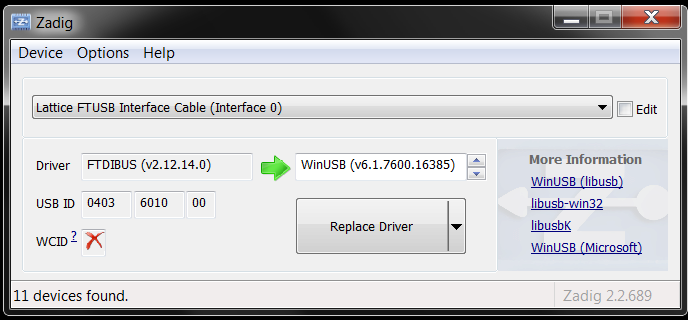 Zadig
Device Options Help
Lattice FTUSB Interface Cable (Interface 0) Edit
Driver FTDIBUS (v2.12.14.0) WinUSB (v6.1.7600.16385)
USB ID 0403 6010 00
WCID ?
Replace Driver
More Information
WinUSB (libusb)
libusb-win32
libusbK
WinUSB (Microsoft)
11 devices found. Zadig 2.2.689